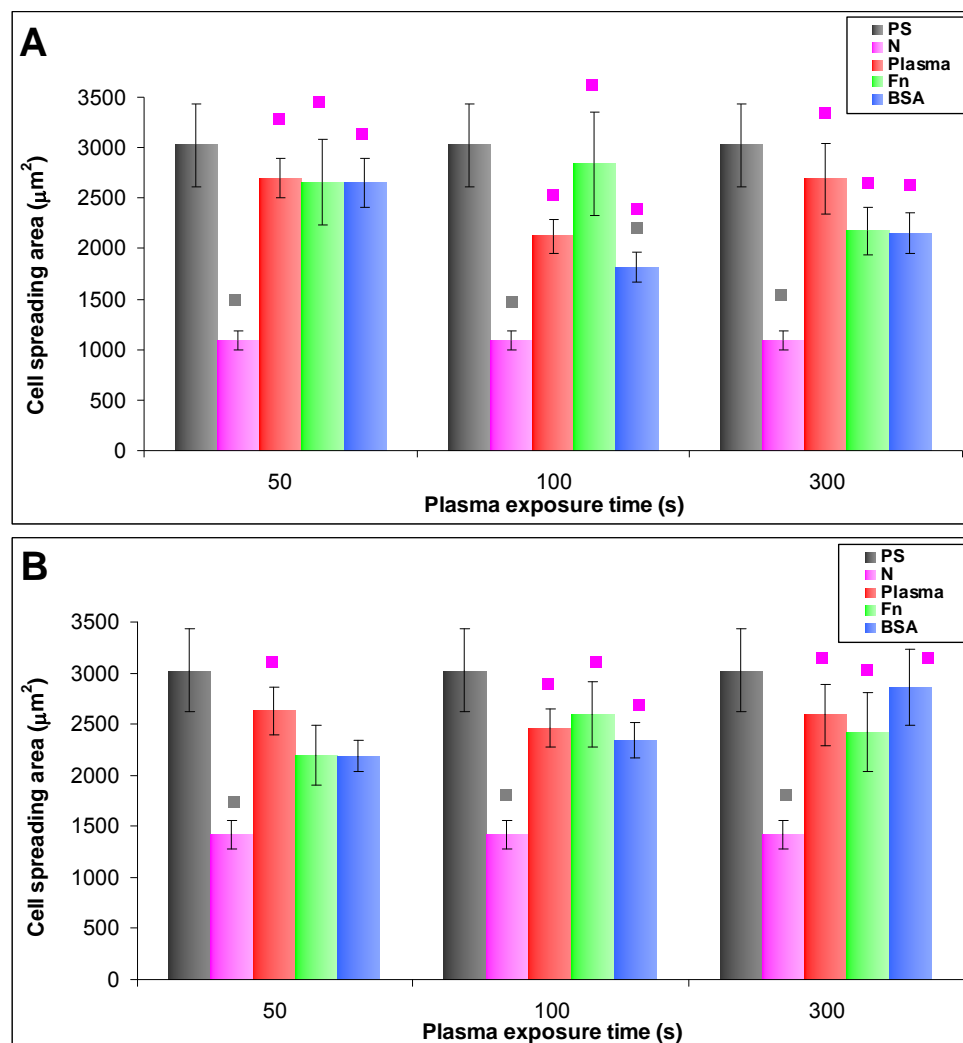 A
PS
N
Plasma
Fn
BSA
Cell spreading area (μm²)
3500
3000
2500
2000
1500
1000
500
0
50 100 300
Plasma exposure time (s)
B
PS
N
Plasma
Fn
BSA
Cell spreading area (μm²)
3500
3000
2500
2000
1500
1000
500
0
50 100 300
Plasma exposure time (s)